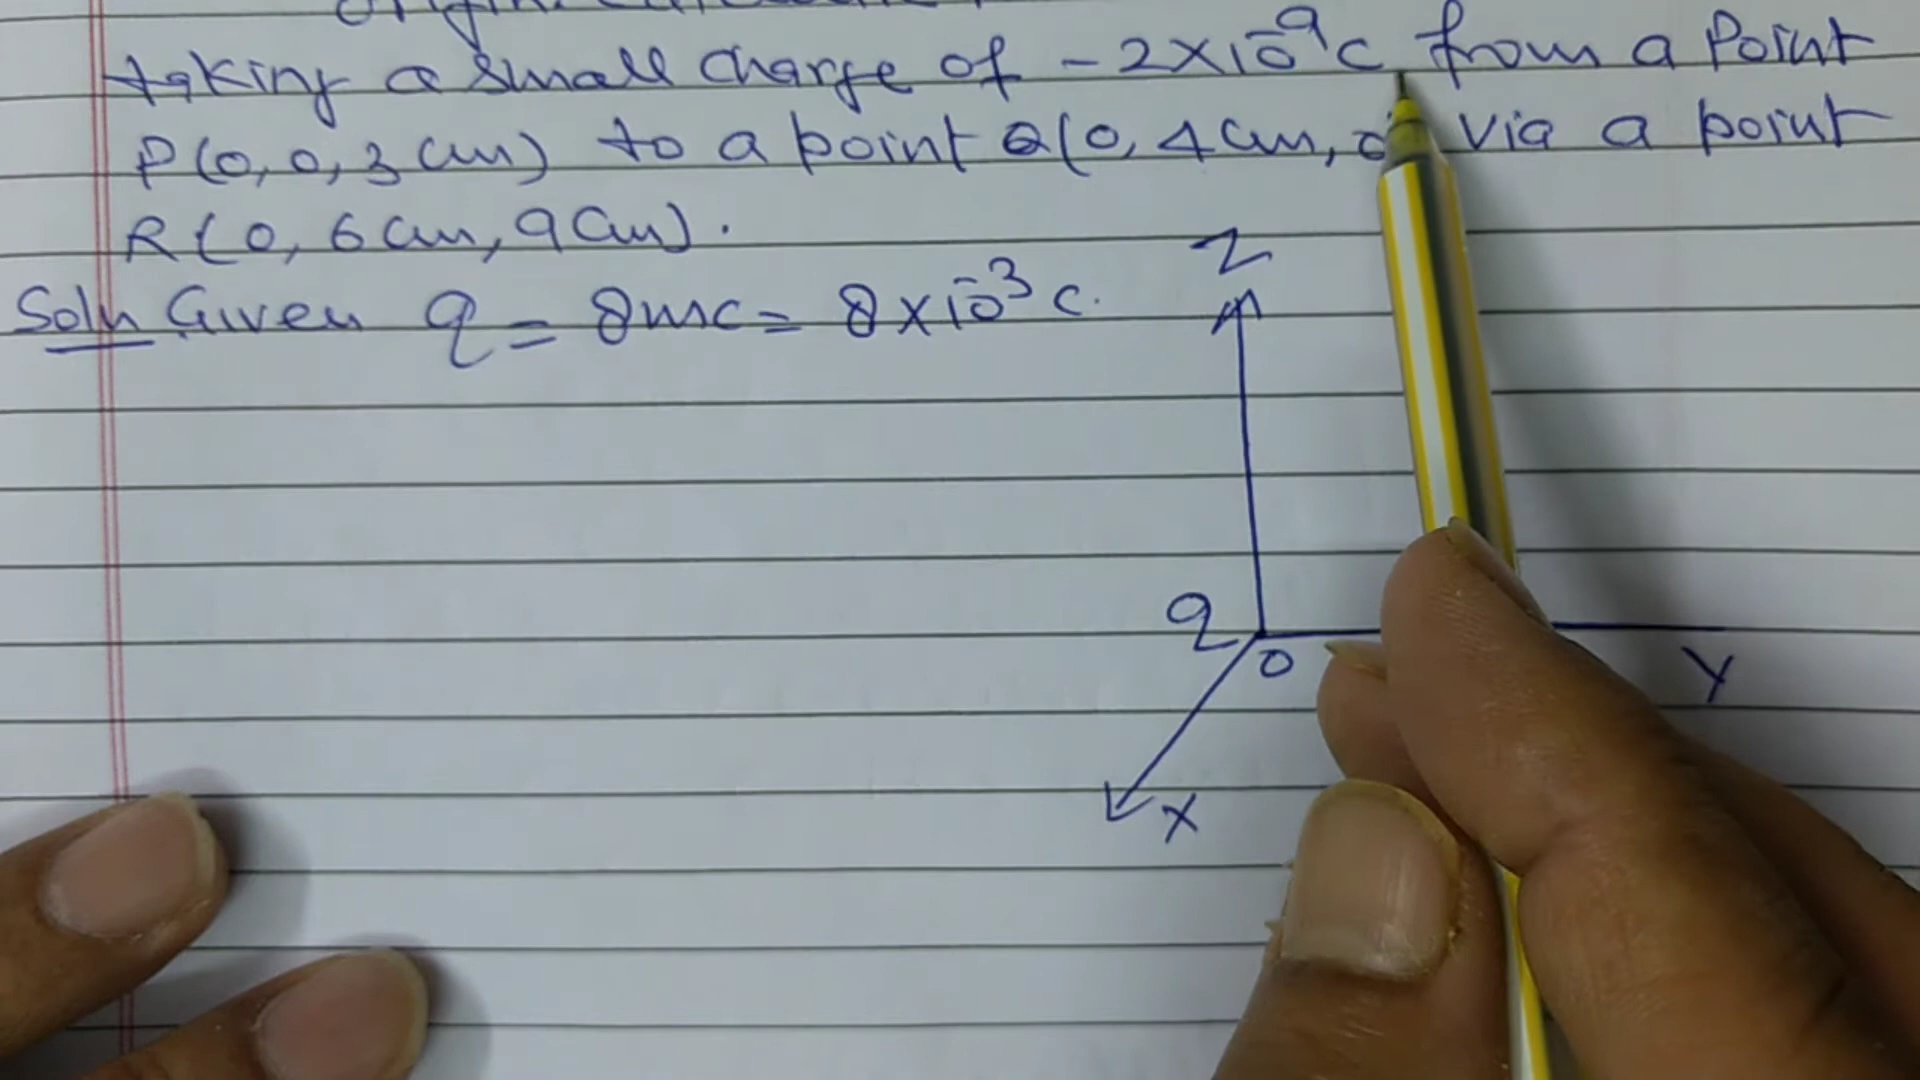 taking a small charge of -2×10⁻⁹C from a Point
P(0,0,3cm) to a point Q(0,4cm,0 via a point
R(0,6cm,9cm).
Soln Given q = 8mc = 8×10⁻³ C.
Z
q
O
Y
X